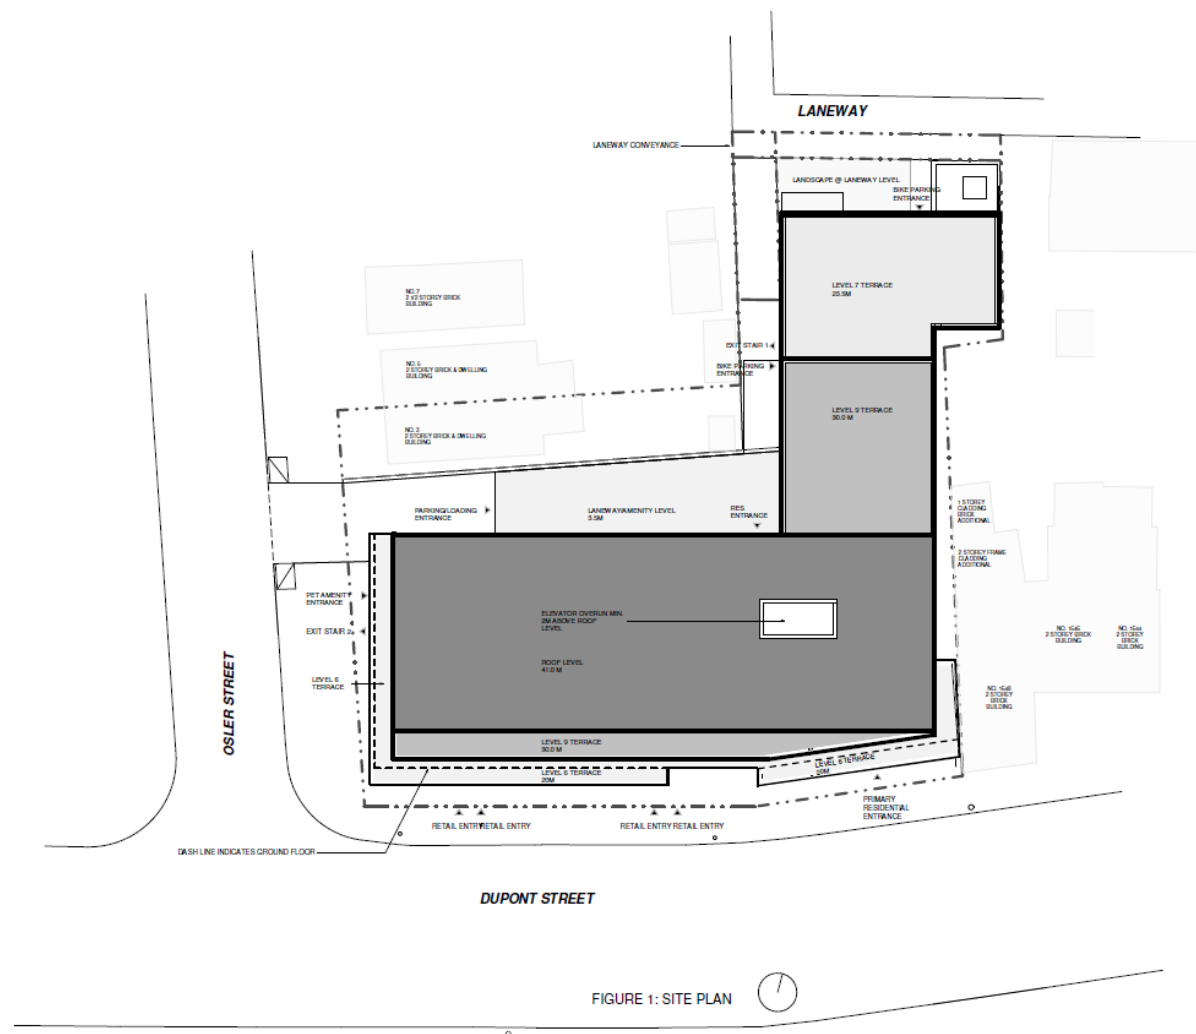 LANEWAY
LANEWAY CONVEYANCE
LANDSCAPE @ LANEWAY LEVEL
BIKE PARKING
ENTRANCE
LEVEL 7 TERRACE
25.5M
NO. 7
2 1/2 STOREY BRICK
BUILDING
EXIT STAIR 1
BIKE PARKING
ENTRANCE
NO. 5
2 STOREY BRICK & DWELLING
BUILDING
LEVEL 9 TERRACE
30.0 M
NO. 3
2 STOREY BRICK & DWELLING
BUILDING
PARKING/LOADING
ENTRANCE
LANEWAY/AMENITY LEVEL
3.5M
RES
ENTRANCE
1 STOREY
CLADDING
BRICK
ADDITIONAL
2 STOREY FRAME
CLADDING
ADDITIONAL
PET AMENITY
ENTRANCE
EXIT STAIR 2
ELEVATOR OVERUN MIN.
2M ABOVE ROOF
LEVEL
ROOF LEVEL
41.0 M
2 STOREY BRICK
BUILDING
2 STOREY
BRICK
BUILDING
LEVEL 6
TERRACE
2 STOREY
BRICK
BUILDING
OSLER STREET
LEVEL 9 TERRACE
30.0 M
LEVEL 6 TERRACE
20M
LEVEL 6 TERRACE
20M
PRIMARY
RESIDENTIAL
ENTRANCE
RETAIL ENTRY RETAIL ENTRY
RETAIL ENTRY RETAIL ENTRY
DASH LINE INDICATES GROUND FLOOR
DUPONT STREET
FIGURE 1: SITE PLAN